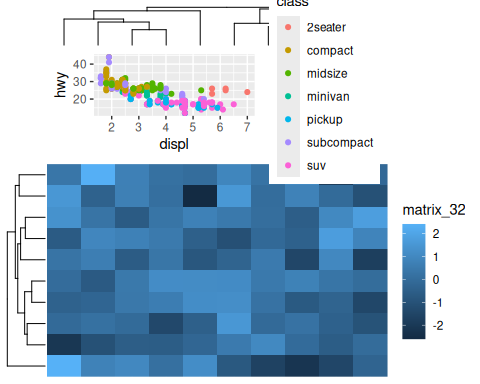 class
2seater
compact
midsize
minivan
pickup
subcompact
suv
hwy
40
30
20
2
3
4
5
6
7
displ
matrix_32
2
1
0
-1
-2